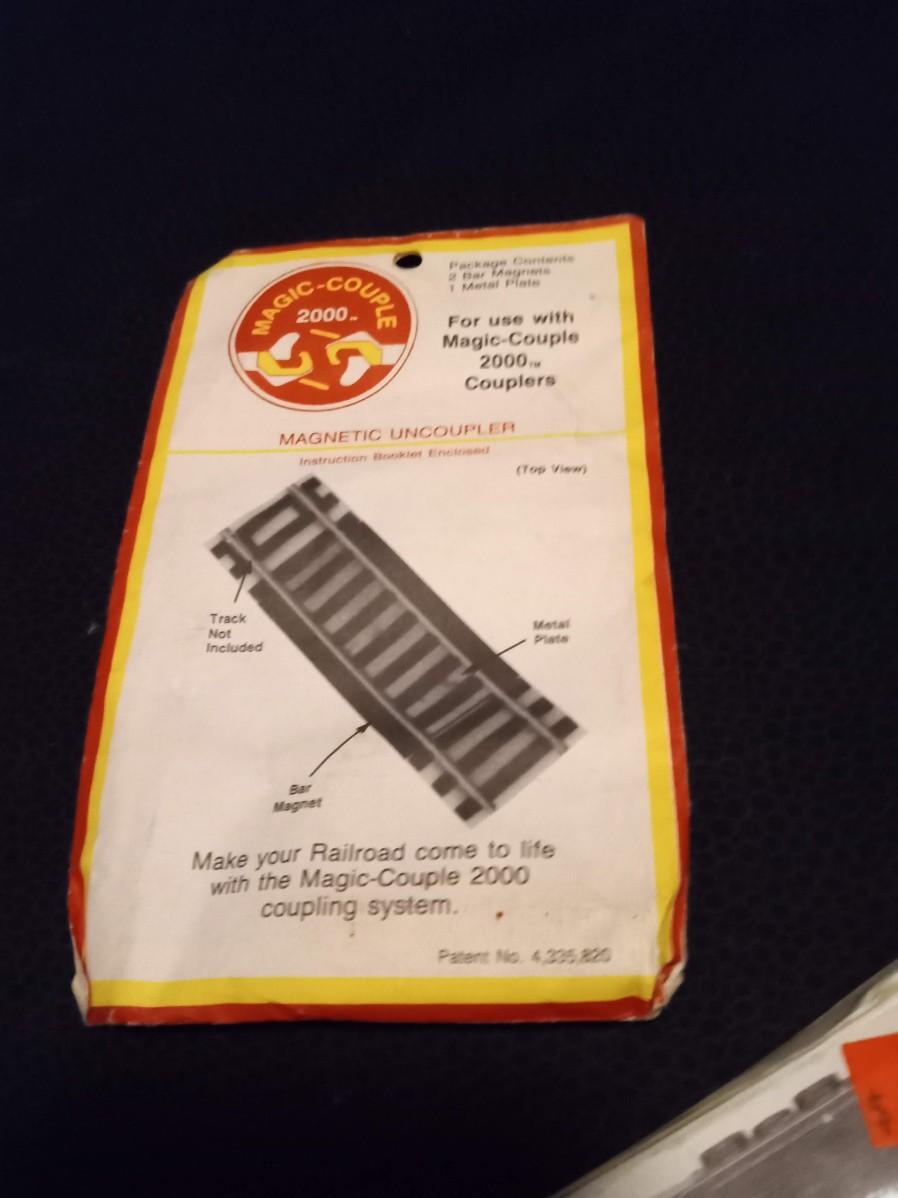 MAGIC-COUPLE
2000™
Package Contents
2 Bar Magnets
1 Metal Plate
For use with
Magic-Couple
2000™
Couplers
MAGNETIC UNCOUPLER
Instruction Booklet Enclosed
(Top View)
Track
Not
Included
Metal
Plate
Bar
Magnet
Make your Railroad come to life
with the Magic-Couple 2000
coupling system.
Patent No. 4,335,820